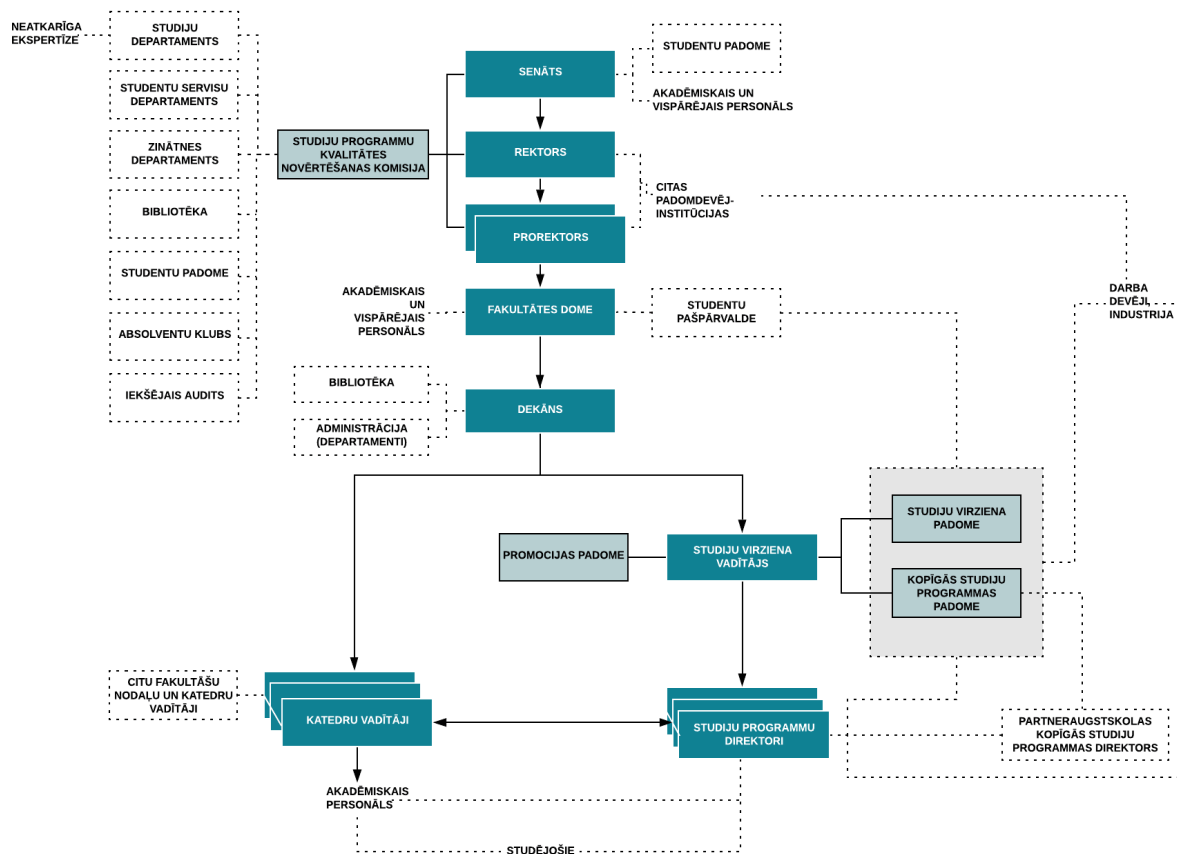 NEATKARĪGA
EKSPERTĪZE
STUDIJU
DEPARTAMENTS
STUDENTU SERVISU
DEPARTAMENTS
ZINĀTNES
DEPARTAMENTS
BIBLIOTĒKA
STUDENTU PADOME
ABSOLVENTU KLUBS
IEKŠĒJAIS AUDITS
STUDIJU PROGRAMMU
KVALITĀTES
NOVĒRTĒŠANAS KOMISIJA
SENĀTS
STUDENTU PADOME
AKADĒMISKAIS UN
VISPĀRĒJAIS PERSONĀLS
REKTORS
CITAS
PADOMDEVĒJ-
INSTITŪCIJAS
PROREKTORS
DARBA
DEVĒJI,
INDUSTRIJA
AKADĒMISKAIS
UN
VISPĀRĒJAIS
PERSONĀLS
FAKULTĀTES DOME
STUDENTU
PAŠPĀRVALDE
BIBLIOTĒKA
ADMINISTRĀCIJA
(DEPARTAMENTI)
DEKĀNS
PROMOCIJAS PADOME
STUDIJU VIRZIENA
VADĪTĀJS
STUDIJU VIRZIENA
PADOME
KOPĪGĀS STUDIJU
PROGRAMMAS
PADOME
CITU FAKULTĀŠU
NODAĻU UN KATEDRU
VADĪTĀJI
KATEDRU VADĪTĀJI
STUDIJU PROGRAMMU
DIREKTORI
PARTNERAUGSTSKOLAS
KOPĪGĀS STUDIJU
PROGRAMMAS DIREKTORS
AKADĒMISKAIS
PERSONĀLS
STUDĒJOŠIE